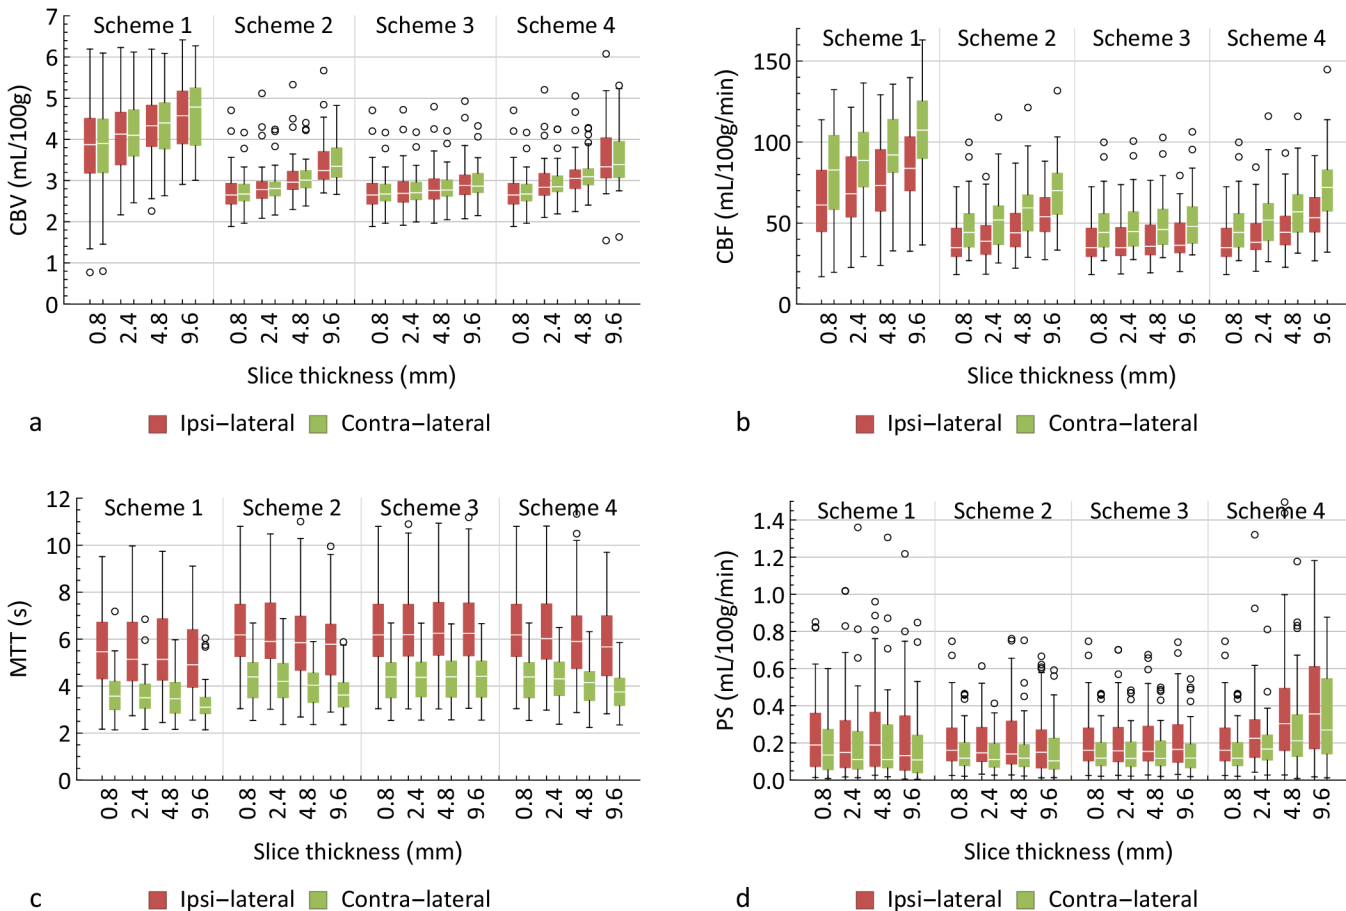 Scheme 1 Scheme 2 Scheme 3 Scheme 4
7
6
5
4
3
2
1
0
CBV (mL/100g)
0.8 2.4 4.8 9.6 0.8 2.4 4.8 9.6 0.8 2.4 4.8 9.6 0.8 2.4 4.8 9.6
Slice thickness (mm)
a
Ipsi−lateral Contra−lateral
Scheme 1 Scheme 2 Scheme 3 Scheme 4
150
100
50
0
CBF (mL/100g/min)
0.8 2.4 4.8 9.6 0.8 2.4 4.8 9.6 0.8 2.4 4.8 9.6 0.8 2.4 4.8 9.6
Slice thickness (mm)
b
Ipsi−lateral Contra−lateral
12
Scheme 1 Scheme 2 Scheme 3 Scheme 4
10
8
6
4
2
0
MTT (s)
0.8 2.4 4.8 9.6 0.8 2.4 4.8 9.6 0.8 2.4 4.8 9.6 0.8 2.4 4.8 9.6
Slice thickness (mm)
c
Ipsi−lateral Contra−lateral
Scheme 1 Scheme 2 Scheme 3 Scheme 4
1.4
1.2
1.0
0.8
0.6
0.4
0.2
0.0
PS (mL/100g/min)
0.8 2.4 4.8 9.6 0.8 2.4 4.8 9.6 0.8 2.4 4.8 9.6 0.8 2.4 4.8 9.6
Slice thickness (mm)
d
Ipsi−lateral Contra−lateral